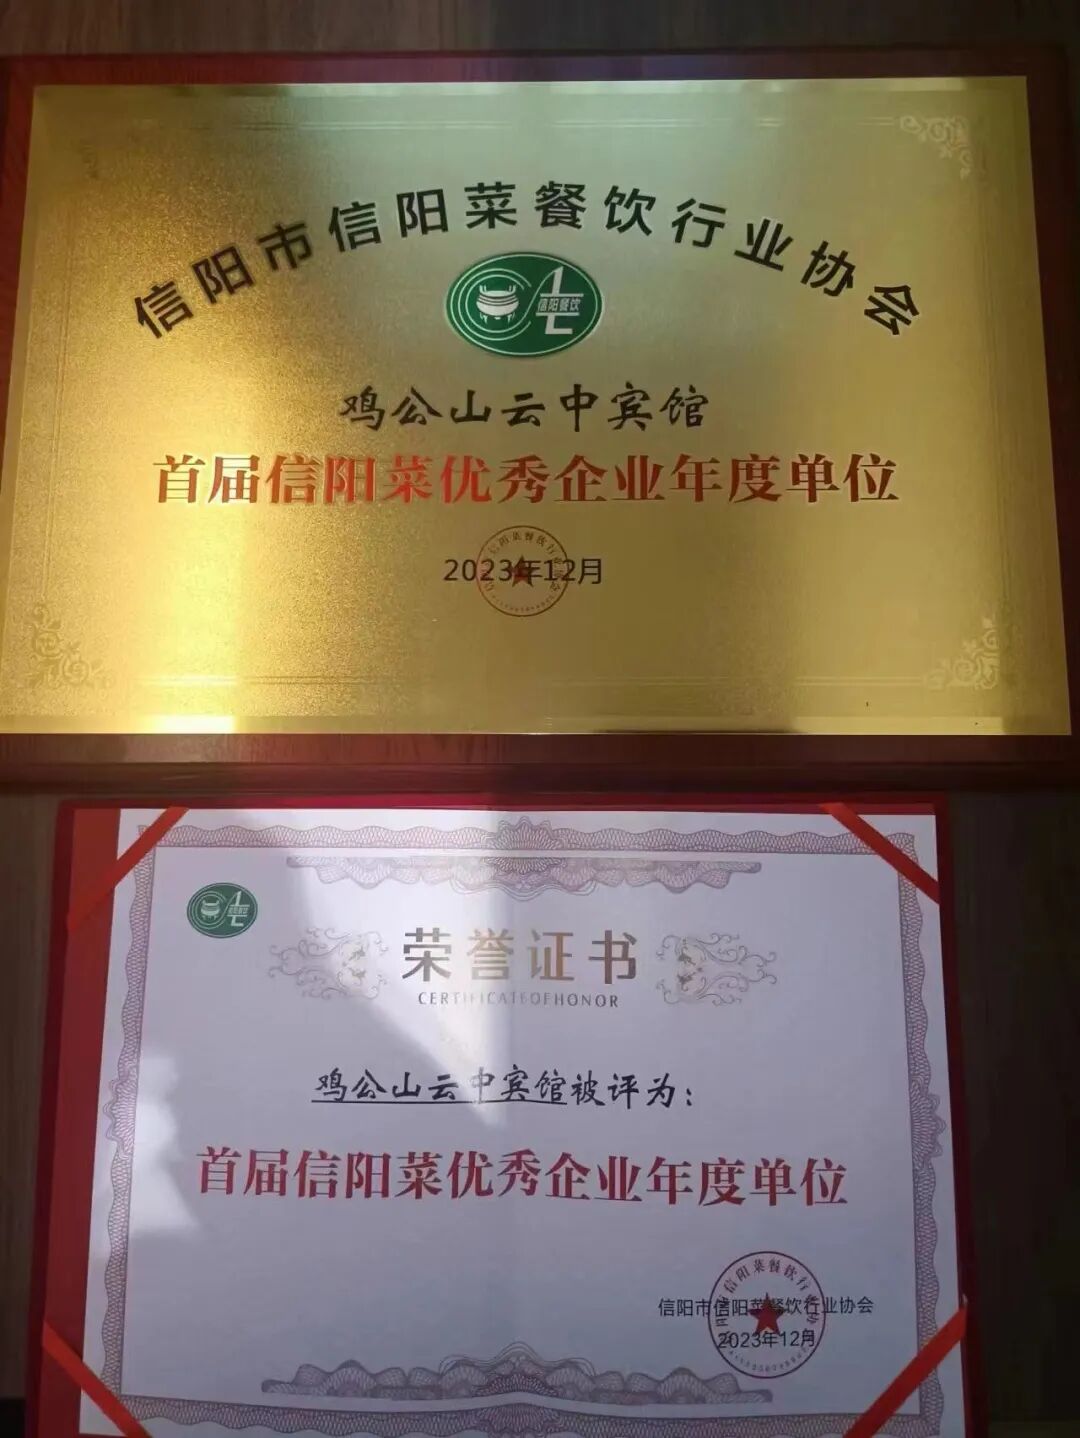 信阳市信阳菜餐饮行业协会
信阳餐饮
鸡公山云中宾馆
首届信阳菜优秀企业年度单位
2023年12月
荣誉证书
CERTIFICATEOFHONOR
鸡公山云中宾馆被评为：
首届信阳菜优秀企业年度单位
信阳市信阳菜餐饮行业协会
2023年12月